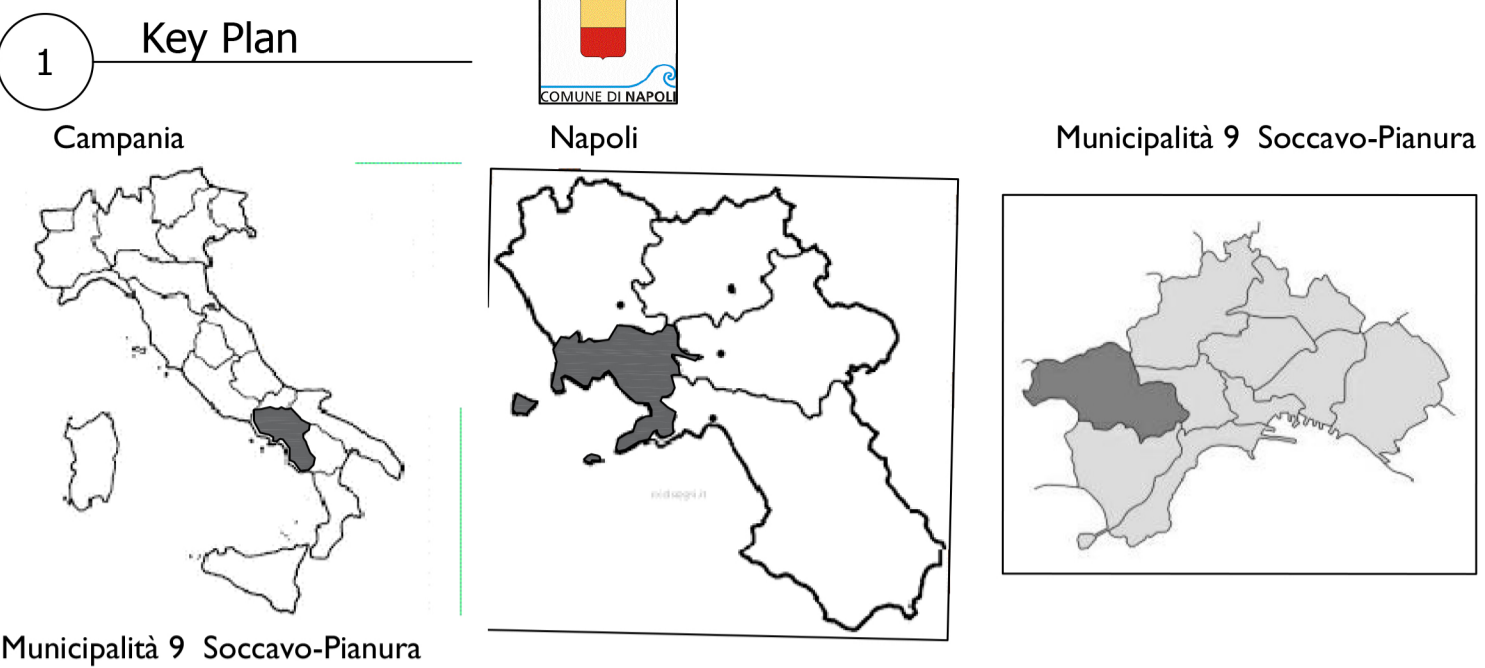 1
Key Plan
COMUNE DI NAPOLI
Campania
Napoli
Municipalità 9 Soccavo-Pianura
Municipalità 9 Soccavo-Pianura